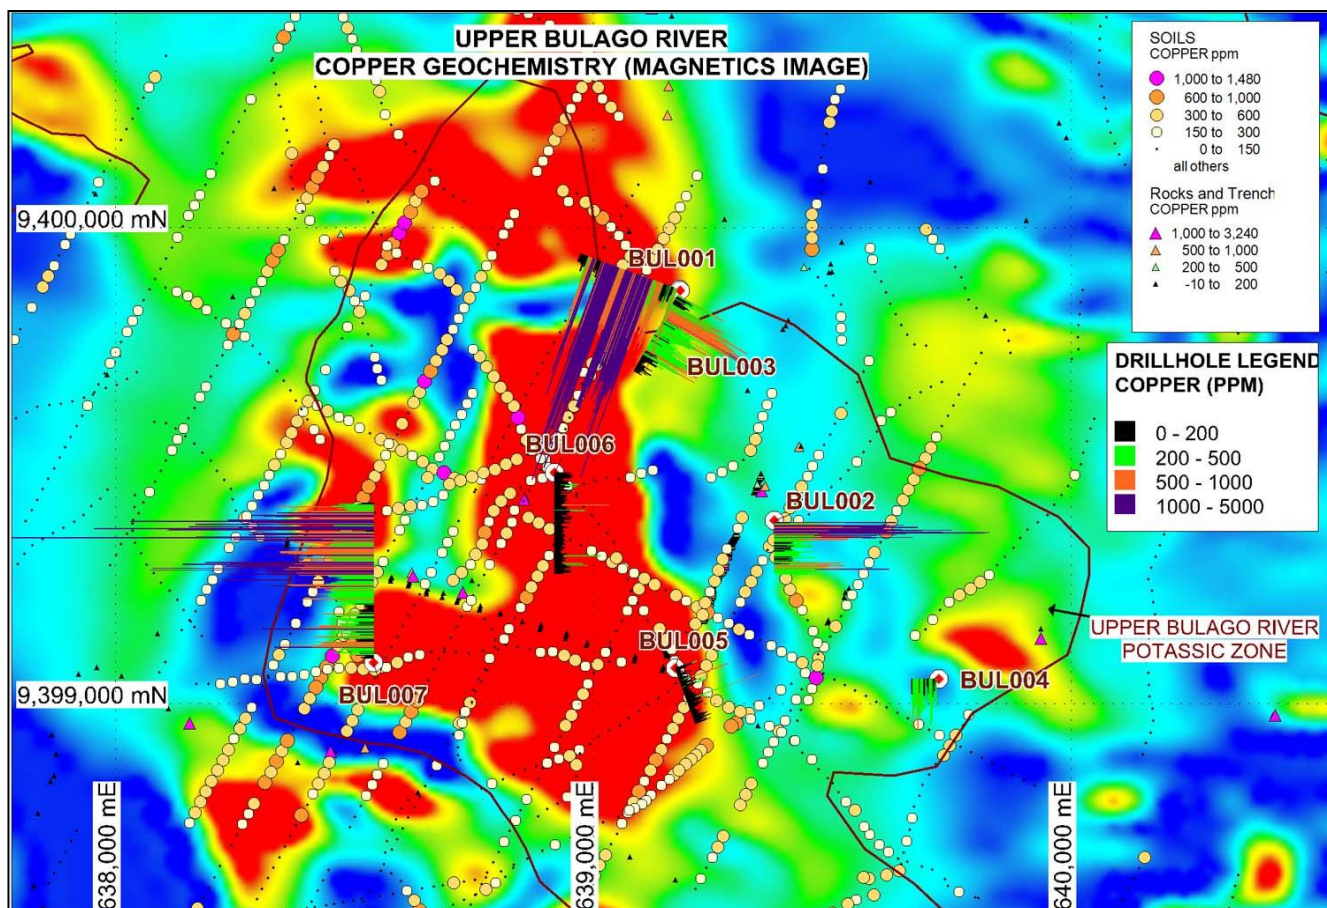 UPPER BULAGO RIVER
COPPER GEOCHEMISTRY (MAGNETICS IMAGE)
SOILS
COPPER ppm
1,000 to 1,480
600 to 1,000
300 to 600
150 to 300
0 to 150
all others
Rocks and Trench
COPPER ppm
1,000 to 3,240
500 to 1,000
200 to 500
-10 to 200
DRILLHOLE LEGEND
COPPER (PPM)
0 - 200
200 - 500
500 - 1000
1000 - 5000
9,400,000 mN
BUL001
BUL003
BUL006
BUL002
UPPER BULAGO RIVER
POTASSIC ZONE
BUL005
BUL004
BUL007
9,399,000 mN
638,000 mE
639,000 mE
640,000 mE